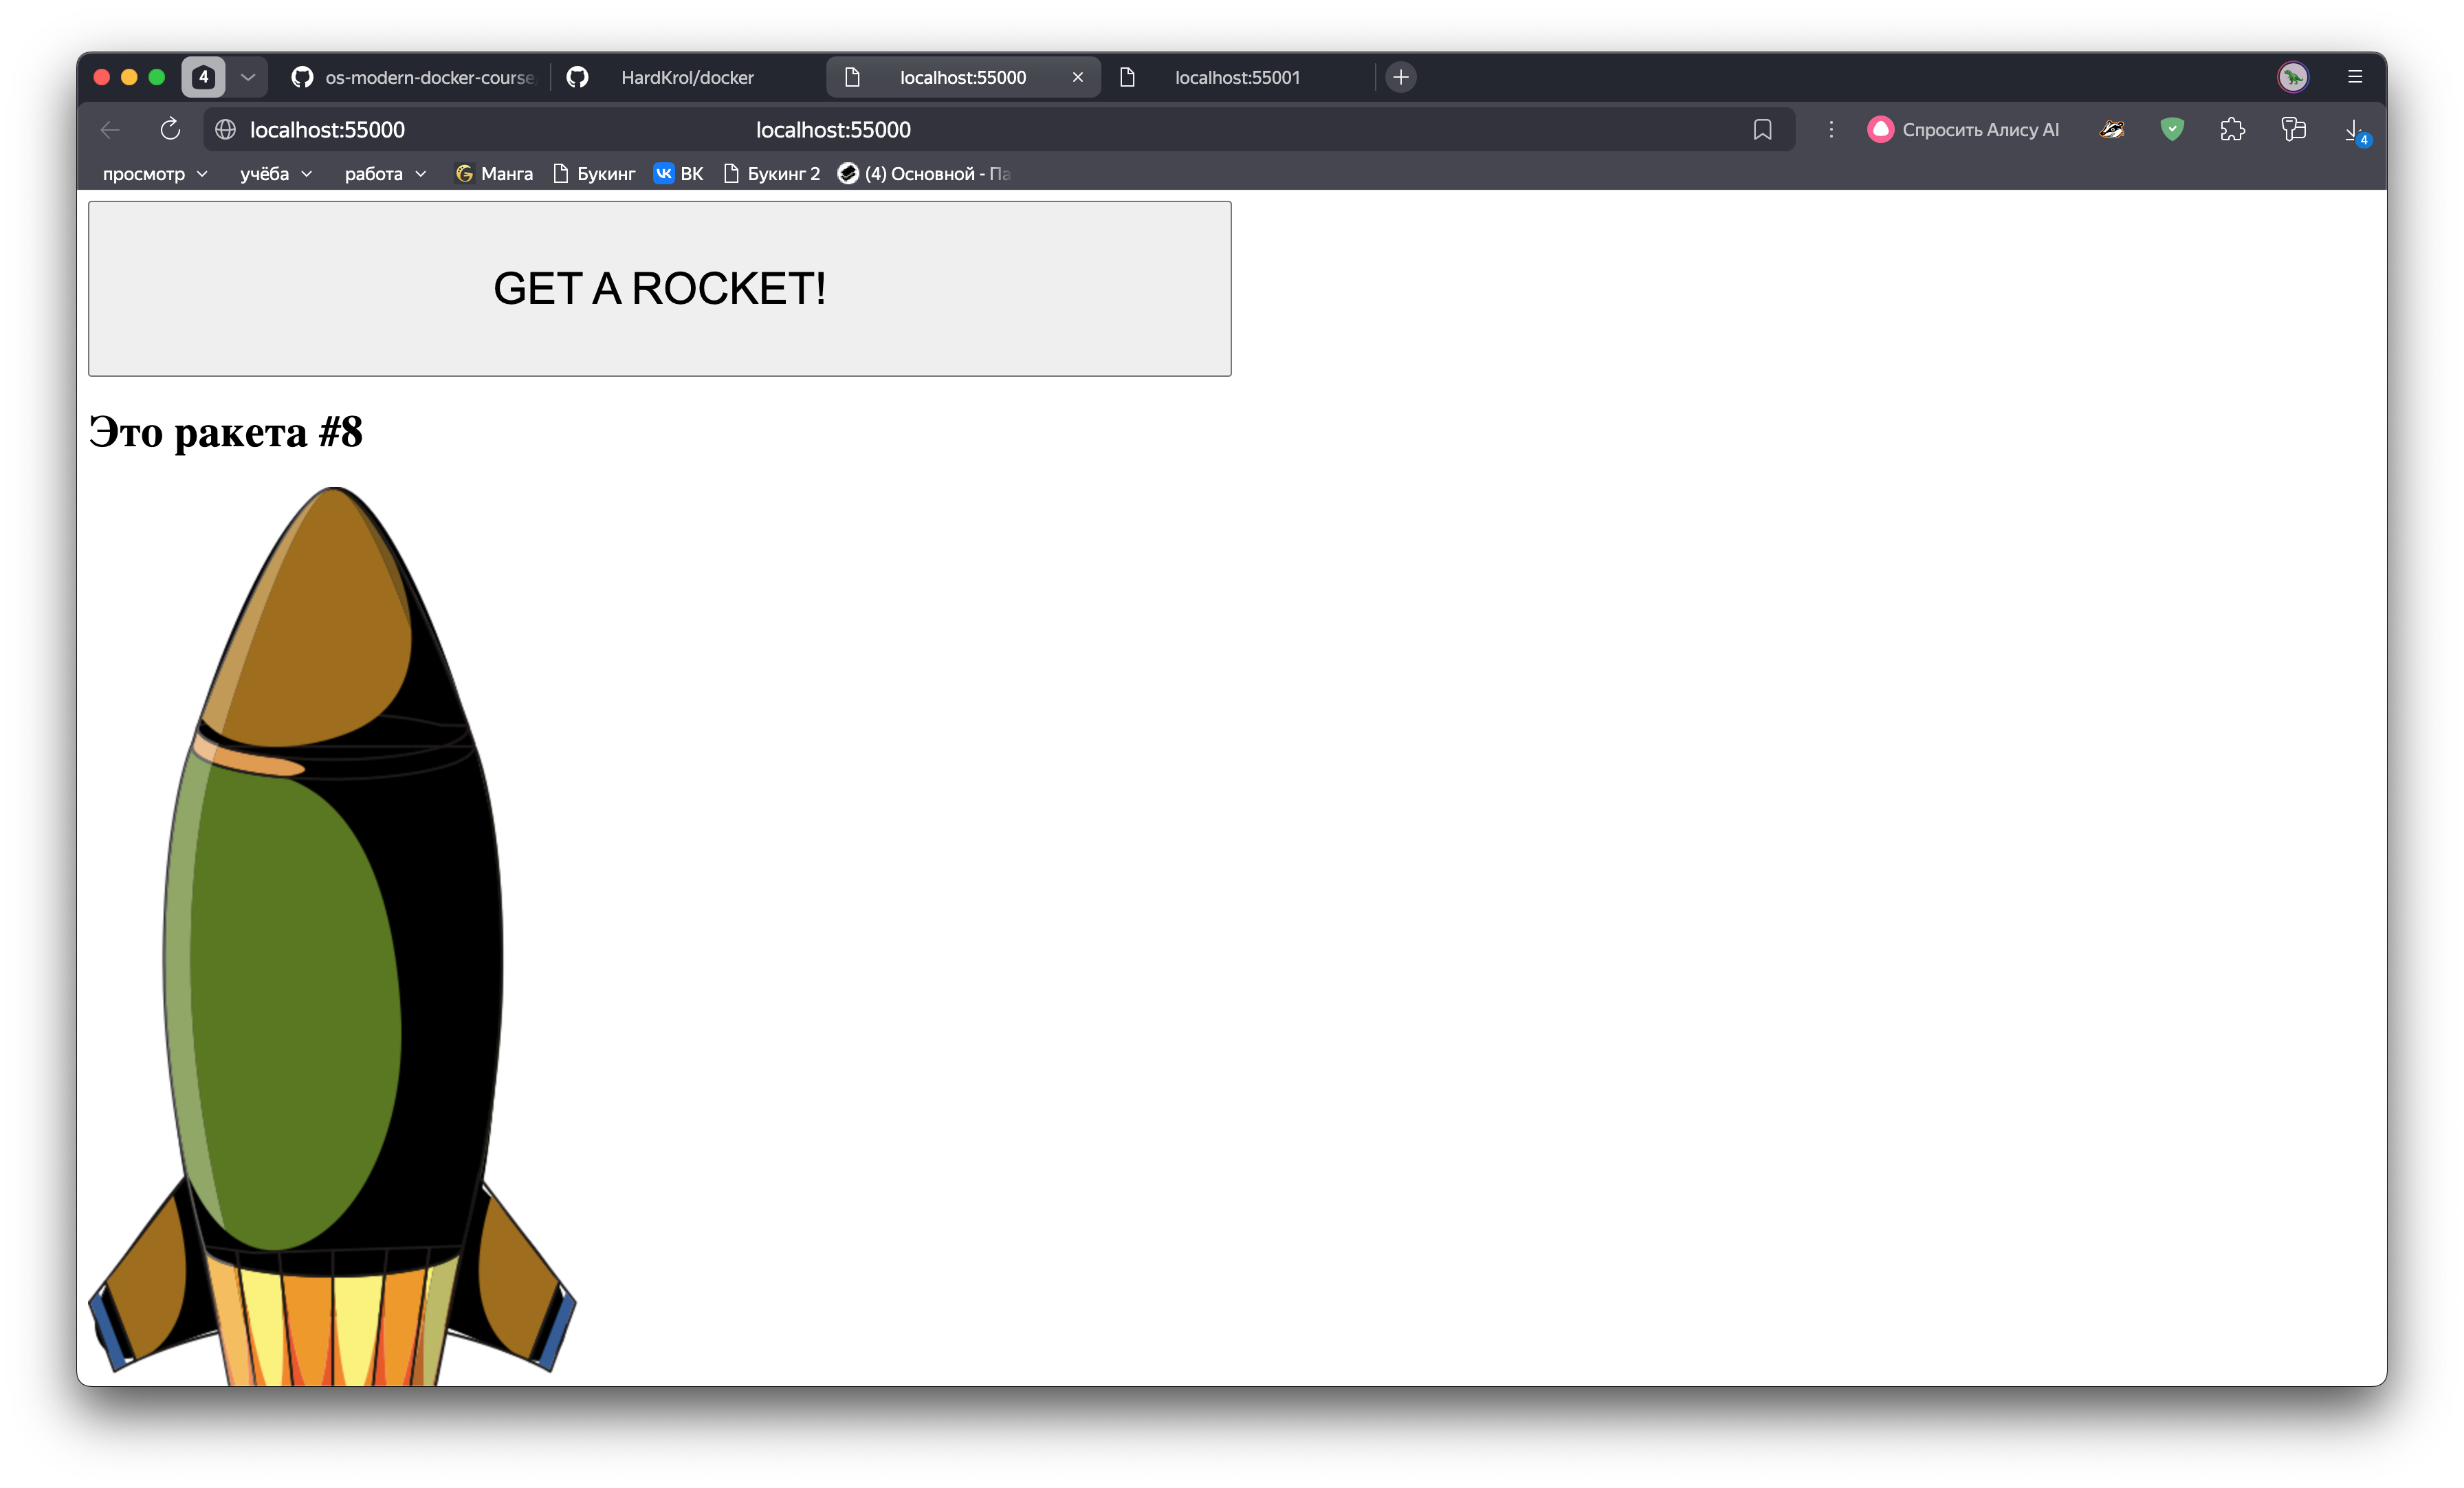 4 os-modern-docker-course HardKrol/docker localhost:55000 localhost:55001
localhost:55000 localhost:55000 Спросить Алису AI 4
просмотр учёба работа Манга Букинг ВК Букинг 2 (4) Основной - Па
GET A ROCKET!
Это ракета #8